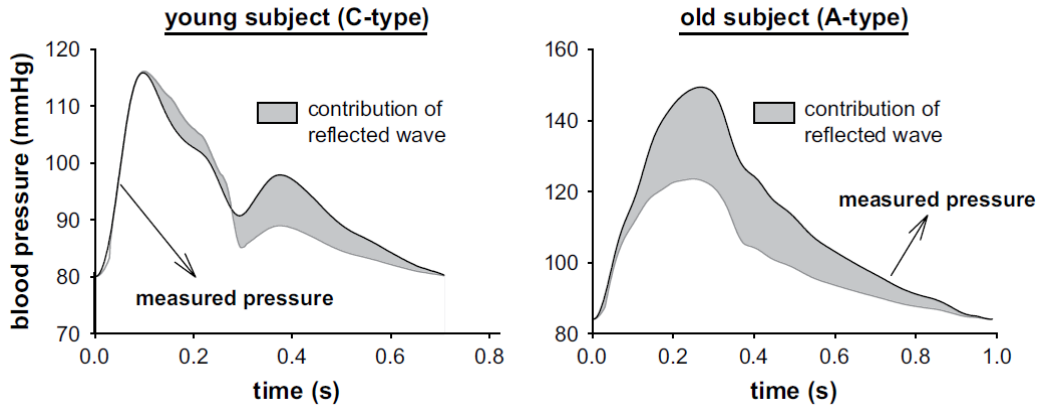 young subject (C-type)
120
110
100
90
80
70
blood pressure (mmHg)
contribution of
reflected wave
measured pressure
0.0 0.2 0.4 0.6 0.8
time (s)
old subject (A-type)
160
140
120
100
80
contribution of
reflected wave
measured pressure
0.0 0.2 0.4 0.6 0.8 1.0
time (s)